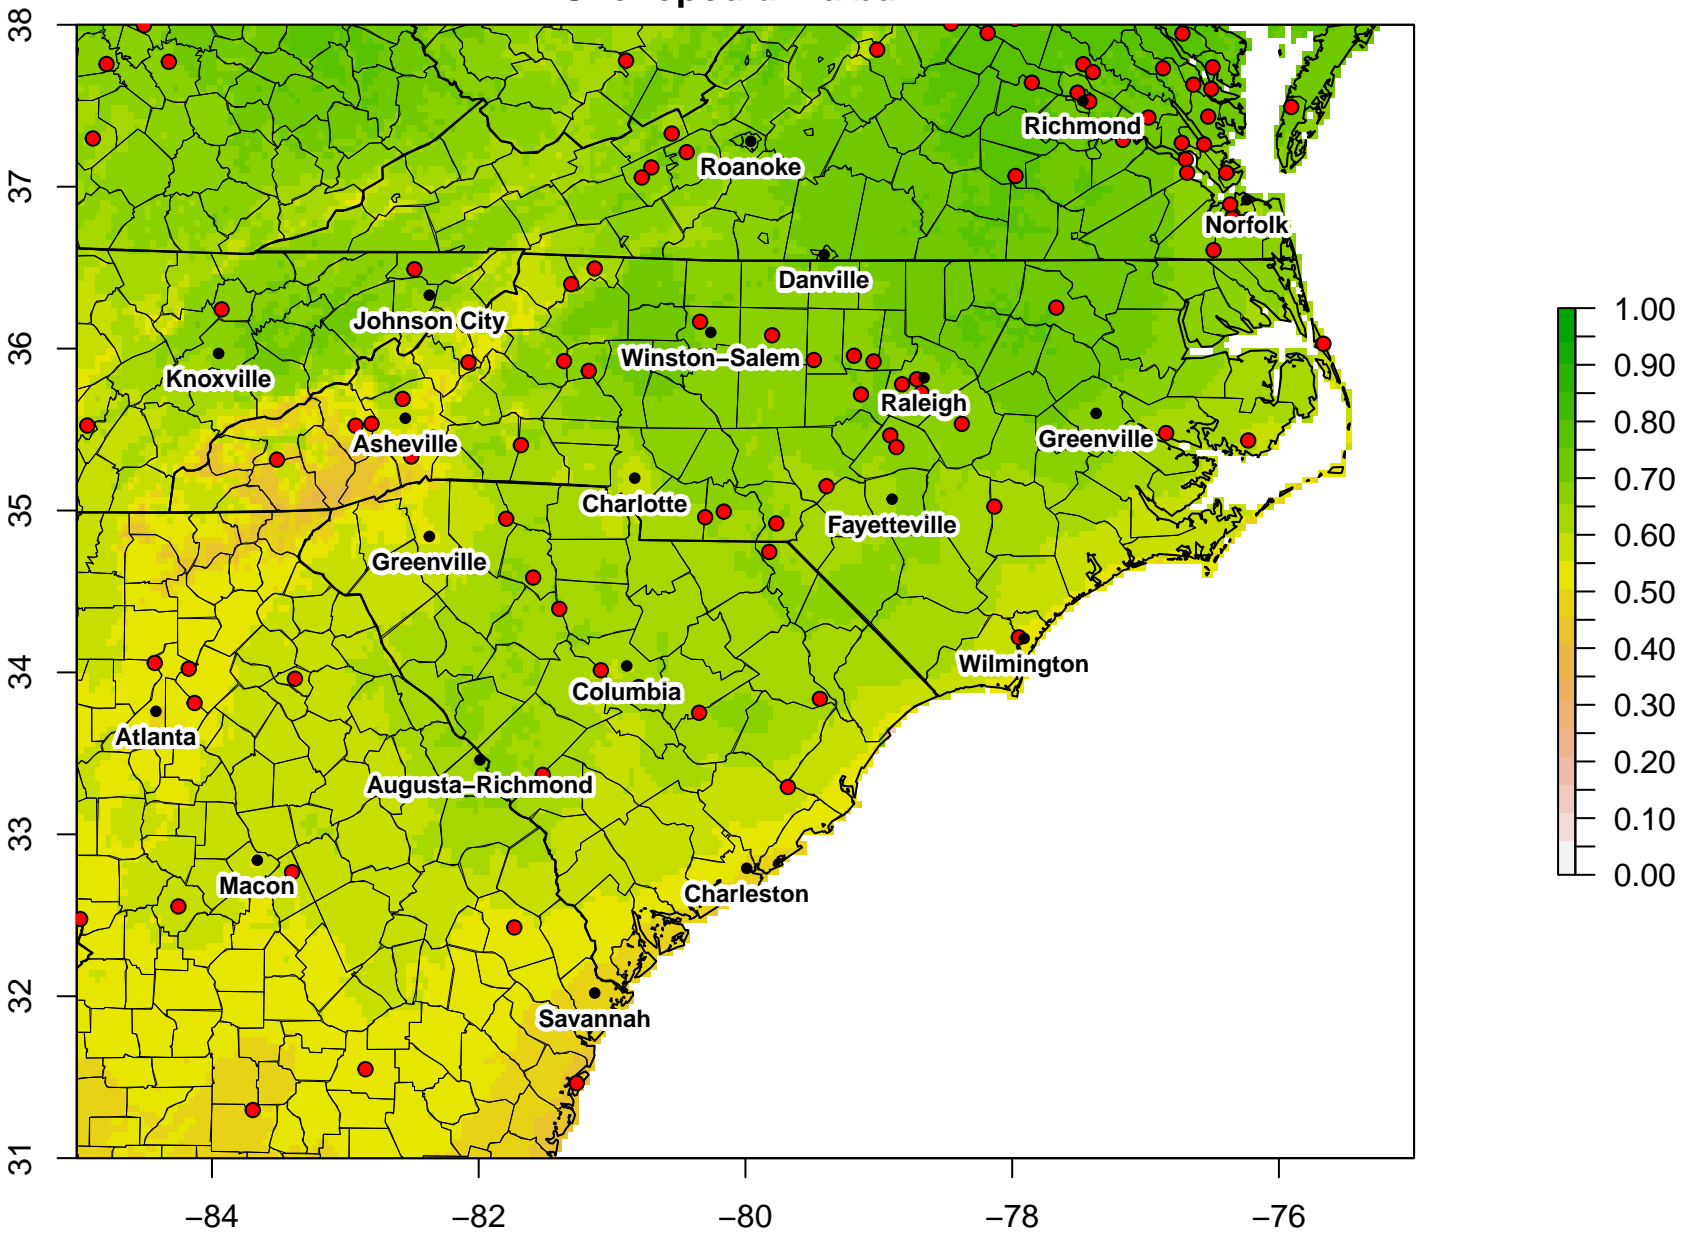 38
37
36
35
34
33
32
31
Richmond
Roanoke
Norfolk
Danville
Johnson City
Winston–Salem
Knoxville
Raleigh
Asheville
Greenville
Charlotte
Fayetteville
Greenville
Wilmington
Columbia
Atlanta
Augusta–Richmond
Macon
Charleston
Savannah
1.00
0.90
0.80
0.70
0.60
0.50
0.40
0.30
0.20
0.10
0.00
−84
−82
−80
−78
−76